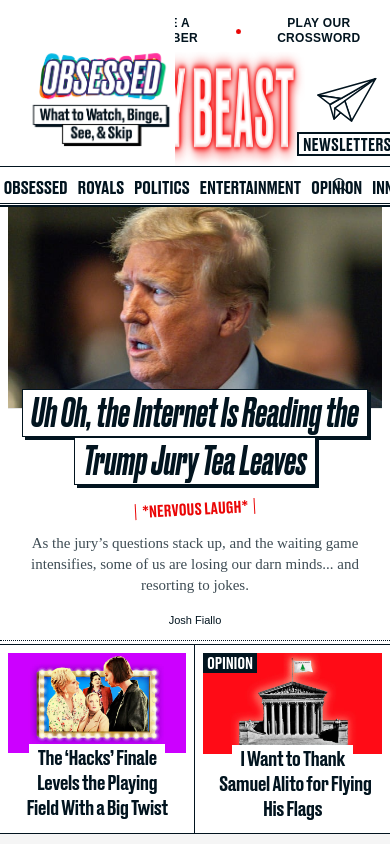 E A
BER
PLAY OUR
CROSSWORD
OBSESSED
What to Watch, Binge,
See, & Skip
Y BEAST
NEWSLETTERS
OBSESSED ROYALS POLITICS ENTERTAINMENT OPINION INN
Uh Oh, the Internet Is Reading the
Trump Jury Tea Leaves
*NERVOUS LAUGH*
As the jury’s questions stack up, and the waiting game
intensifies, some of us are losing our darn minds... and
resorting to jokes.
Josh Fiallo
The ‘Hacks’ Finale
Levels the Playing
Field With a Big Twist
OPINION
I Want to Thank
Samuel Alito for Flying
His Flags